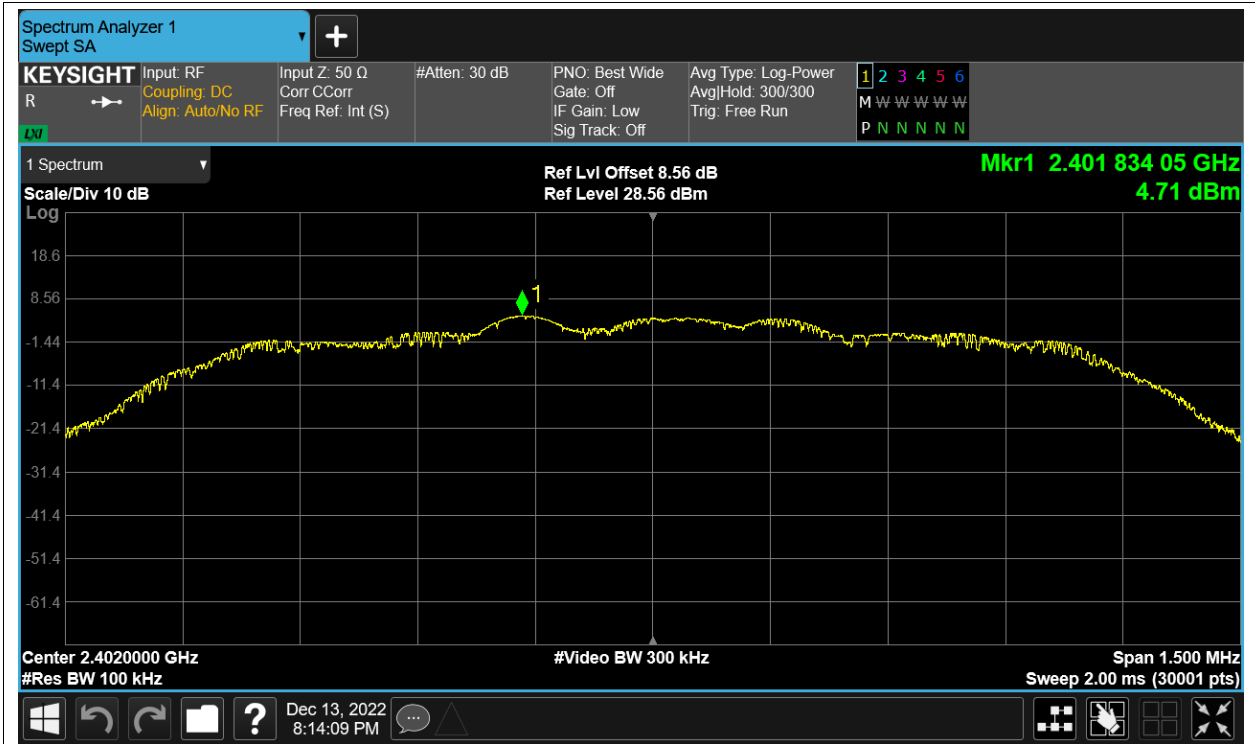 Spectrum Analyzer 1
Swept SA
KEYSIGHT
R
LXI
Input: RF
Coupling: DC
Align: Auto/No RF
Input Z: 50 Ω
Corr CCorr
Freq Ref: Int (S)
#Atten: 30 dB
PNO: Best Wide
Gate: Off
IF Gain: Low
Sig Track: Off
Avg Type: Log-Power
Avg|Hold: 300/300
Trig: Free Run
1 2 3 4 5 6
M W W W W W
P N N N N N
1 Spectrum
Scale/Div 10 dB
Log
Ref Lvl Offset 8.56 dB
Ref Level 28.56 dBm
Mkr1 2.401 834 05 GHz
4.71 dBm
18.6
8.56
1
-1.44
-11.4
-21.4
-31.4
-41.4
-51.4
-61.4
Center 2.4020000 GHz
#Video BW 300 kHz
Span 1.500 MHz
#Res BW 100 kHz
Sweep 2.00 ms (30001 pts)
?
Dec 13, 2022
8:14:09 PM